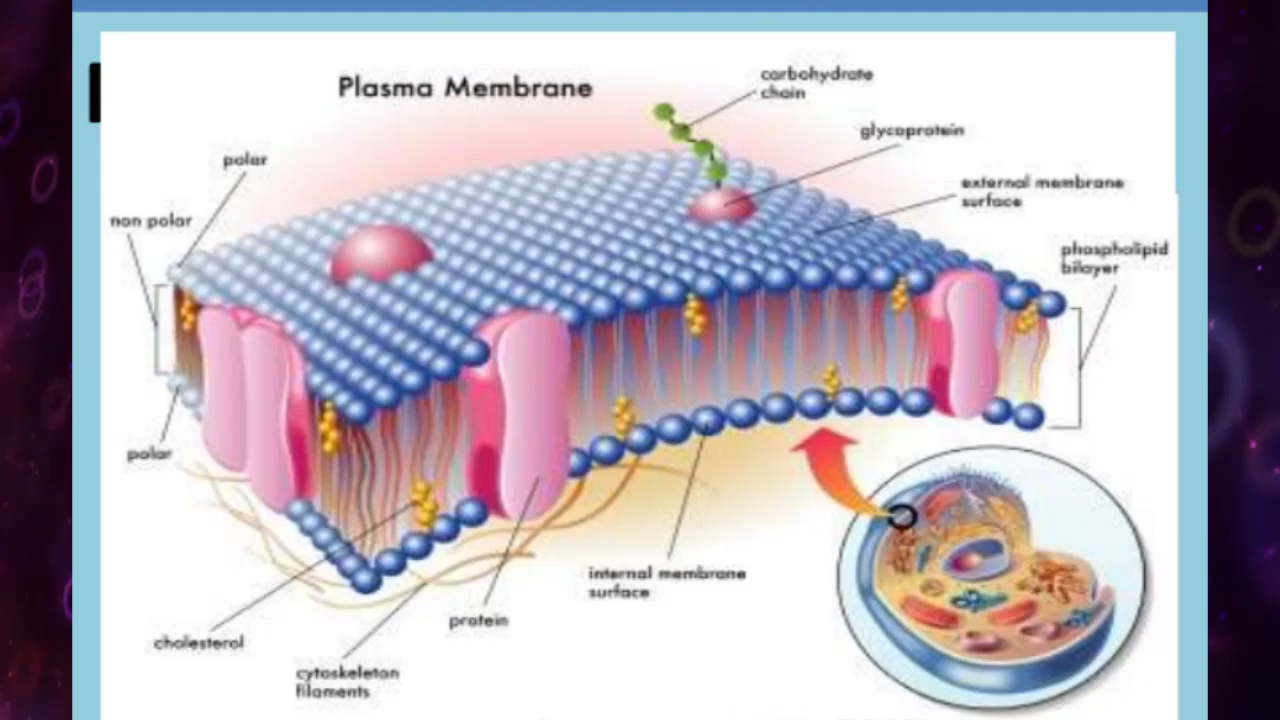 Plasma Membrane
carbohydrate
chain
glycoprotein
polar
external membrane
surface
non polar
phospholipid
bilayer
polar
internal membrane
surface
protein
cholesterol
cytoskeleton
filaments